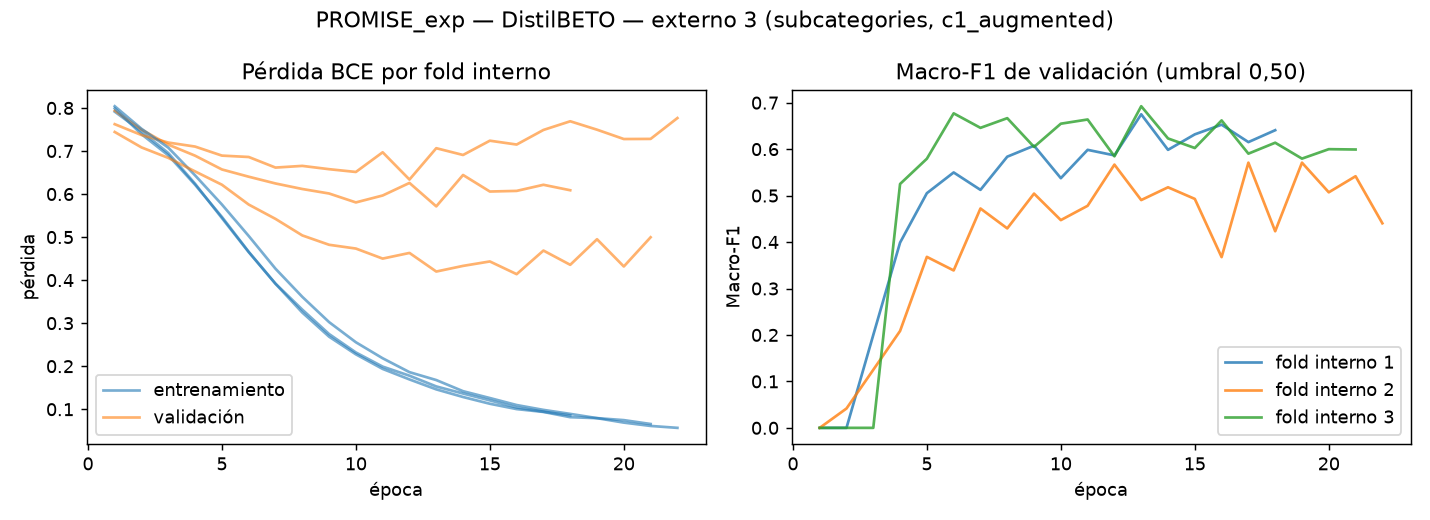 PROMISE_exp — DistilBETO — externo 3 (subcategories, c1_augmented)
Pérdida BCE por fold interno
0.8
0.7
0.6
0.5
0.4
0.3
0.2
0.1
pérdida
entrenamiento
validación
0 5 10 15 20
época
Macro-F1 de validación (umbral 0,50)
0.7
0.6
0.5
0.4
0.3
0.2
0.1
0.0
Macro-F1
fold interno 1
fold interno 2
fold interno 3
0 5 10 15 20
época